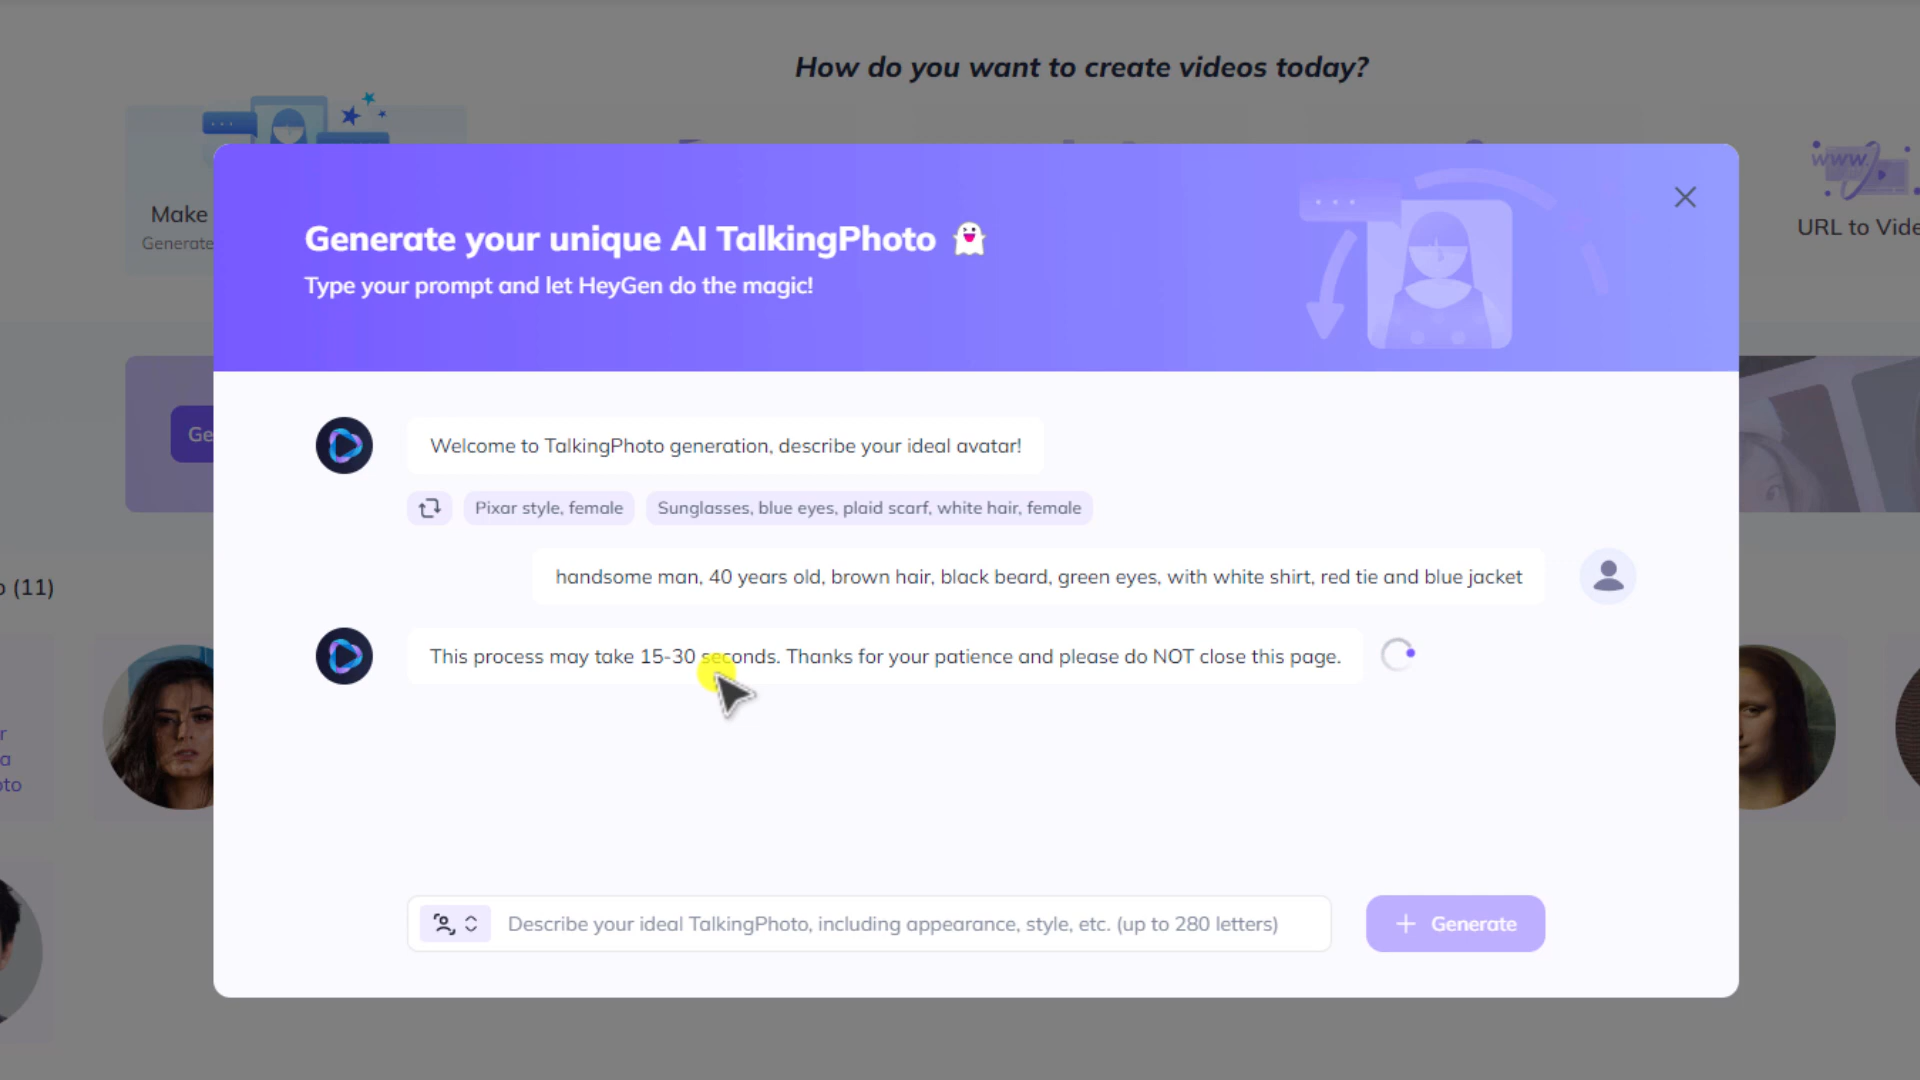 How do you want to create videos today?
Make
Generate
URL to Vide
Generate your unique AI TalkingPhoto
Type your prompt and let HeyGen do the magic!
Ge
Welcome to TalkingPhoto generation, describe your ideal avatar!
Pixar style, female
Sunglasses, blue eyes, plaid scarf, white hair, female
handsome man, 40 years old, brown hair, black beard, green eyes, with white shirt, red tie and blue jacket
o (11)
This process may take 15-30 seconds. Thanks for your patience and please do NOT close this page.
r
a
oto
Describe your ideal TalkingPhoto, including appearance, style, etc. (up to 280 letters)
+ Generate